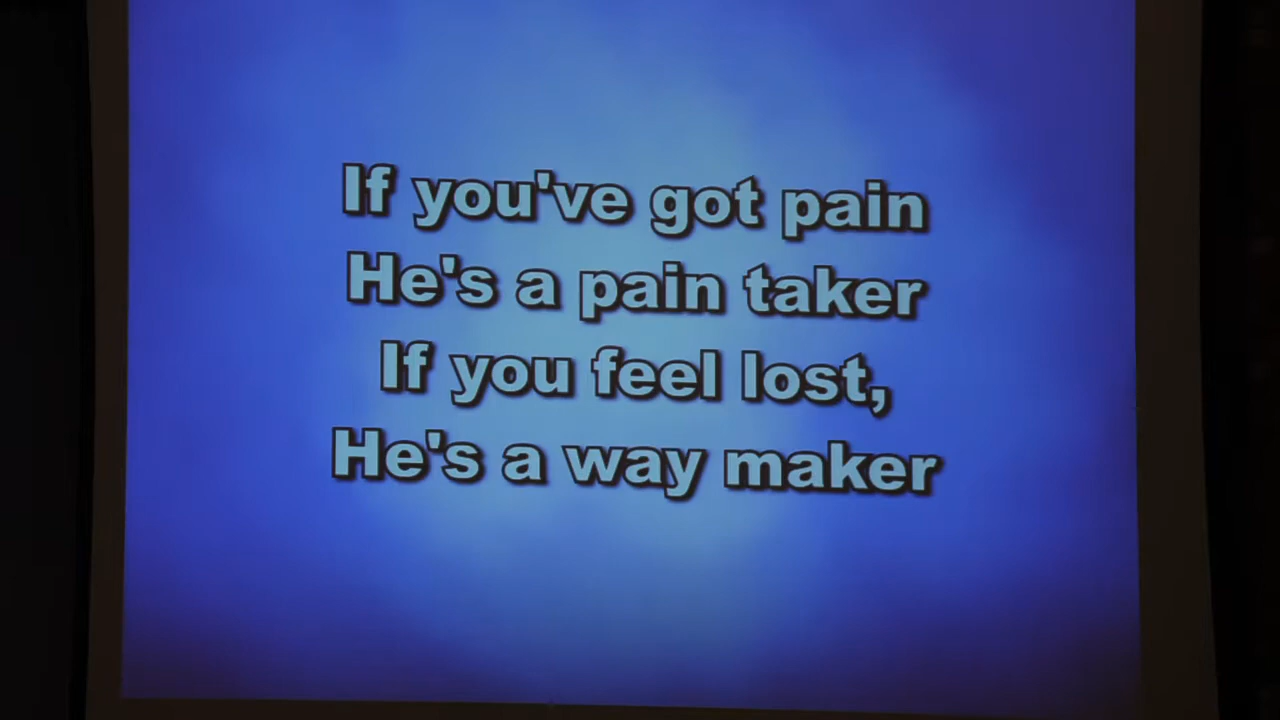 If you've got pain
He's a pain taker
If you feel lost,
He's a way maker